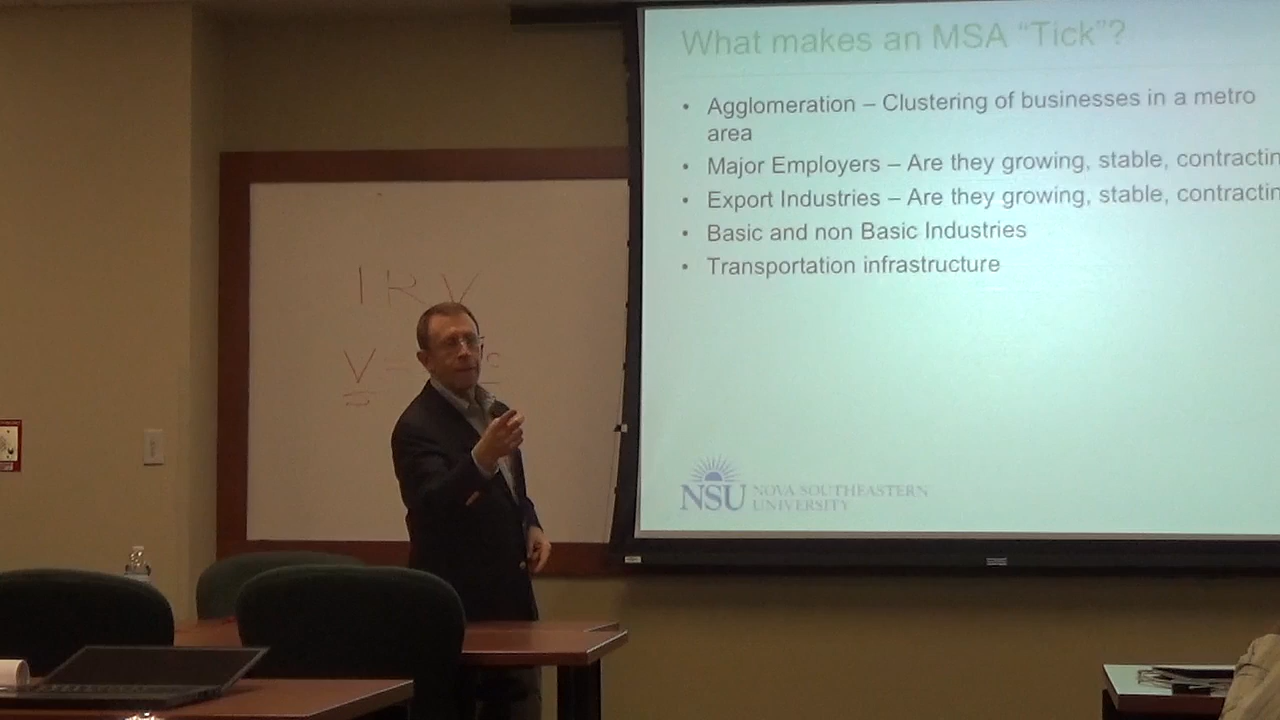 What makes an MSA “Tick”?
• Agglomeration – Clustering of businesses in a metro
area
• Major Employers – Are they growing, stable, contractin
• Export Industries – Are they growing, stable, contractin
• Basic and non Basic Industries
• Transportation infrastructure
NSU NOVA SOUTHEASTERN
UNIVERSITY
I R V
V =